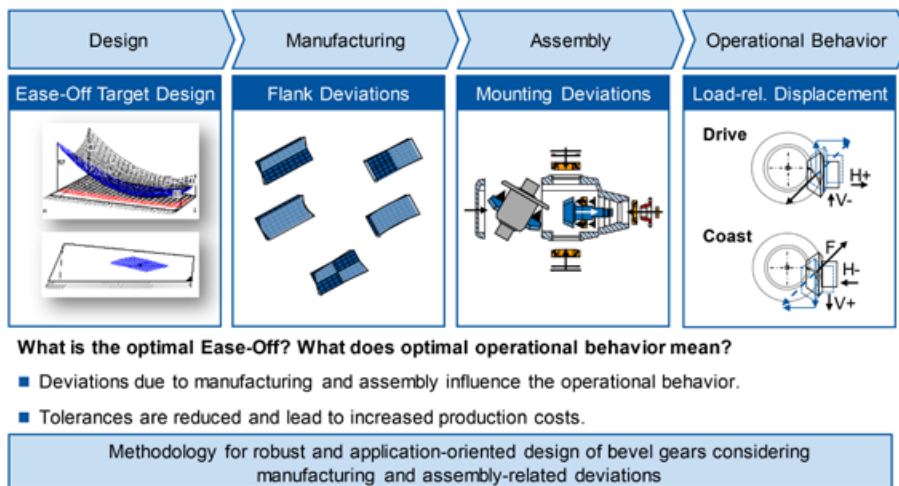 Design
Manufacturing
Assembly
Operational Behavior
Ease-Off Target Design
Flank Deviations
Mounting Deviations
Load-rel. Displacement
Drive
H+
V-
Coast
F
H-
V+
What is the optimal Ease-Off? What does optimal operational behavior mean?
Deviations due to manufacturing and assembly influence the operational behavior.
Tolerances are reduced and lead to increased production costs.
Methodology for robust and application-oriented design of bevel gears considering
manufacturing and assembly-related deviations